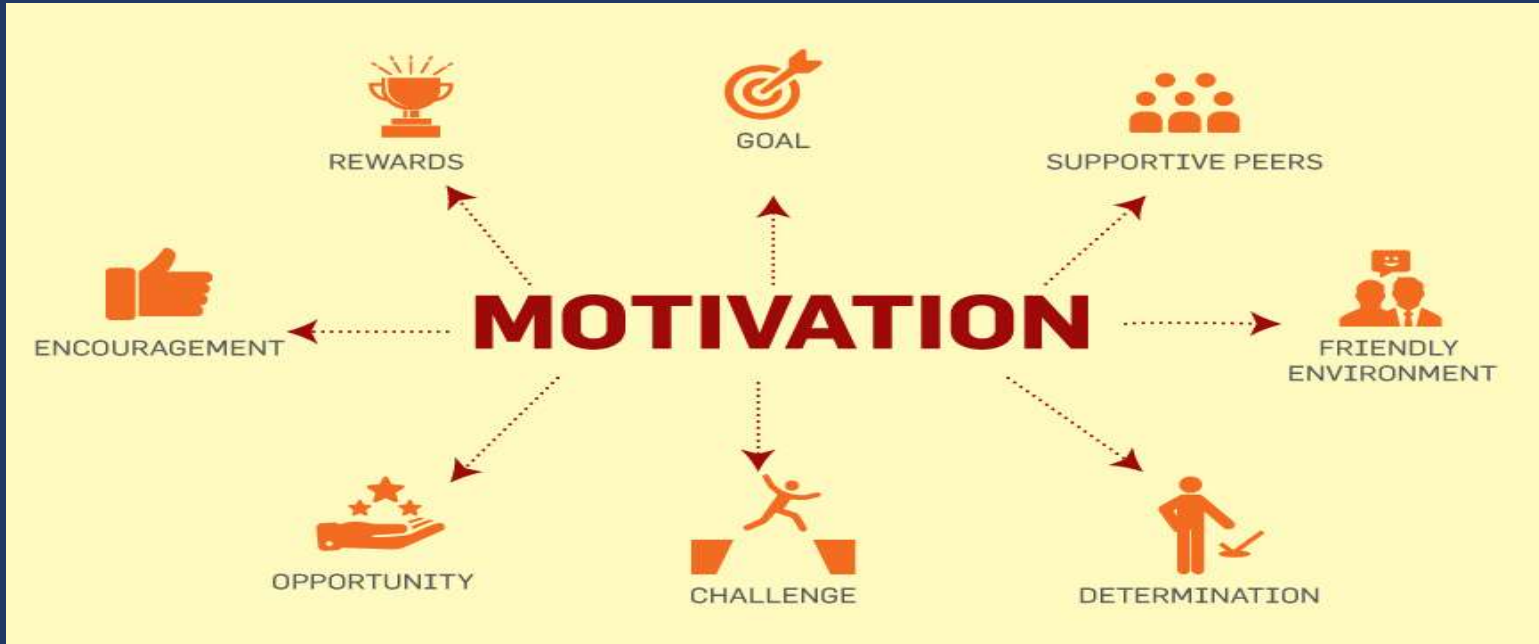 GOAL
REWARDS
SUPPORTIVE PEERS
MOTIVATION
ENCOURAGEMENT
FRIENDLY
ENVIRONMENT
OPPORTUNITY
CHALLENGE
DETERMINATION